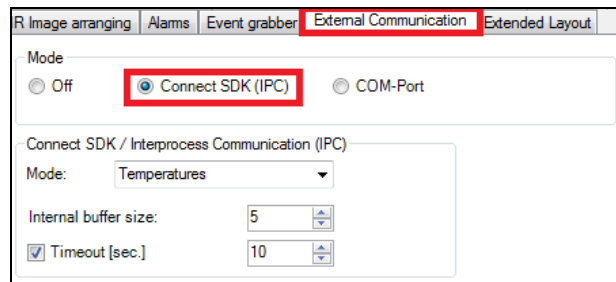 R Image arranging Alarms Event grabber External Communication Extended Layout
Mode
Off Connect SDK (IPC) COM-Port
Connect SDK / Interprocess Communication (IPC)
Mode: Temperatures
Internal buffer size: 5
Timeout [sec.] 10